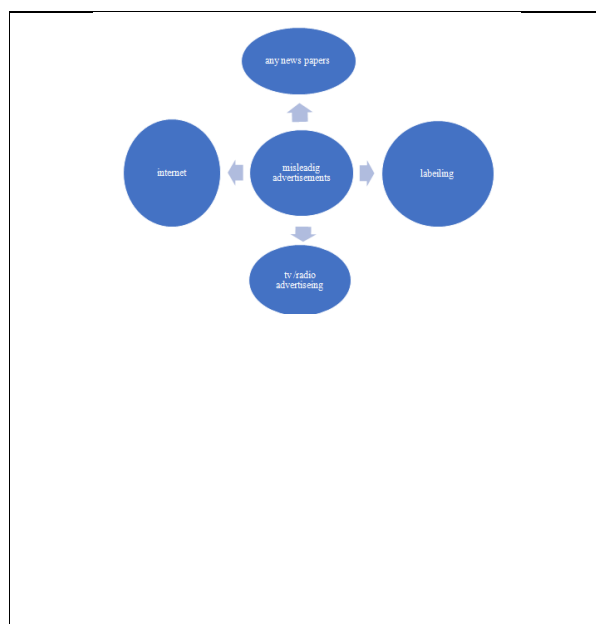 any news papers
internet
misleadig
advertisements
labeiling
tv /radio
advertiseing